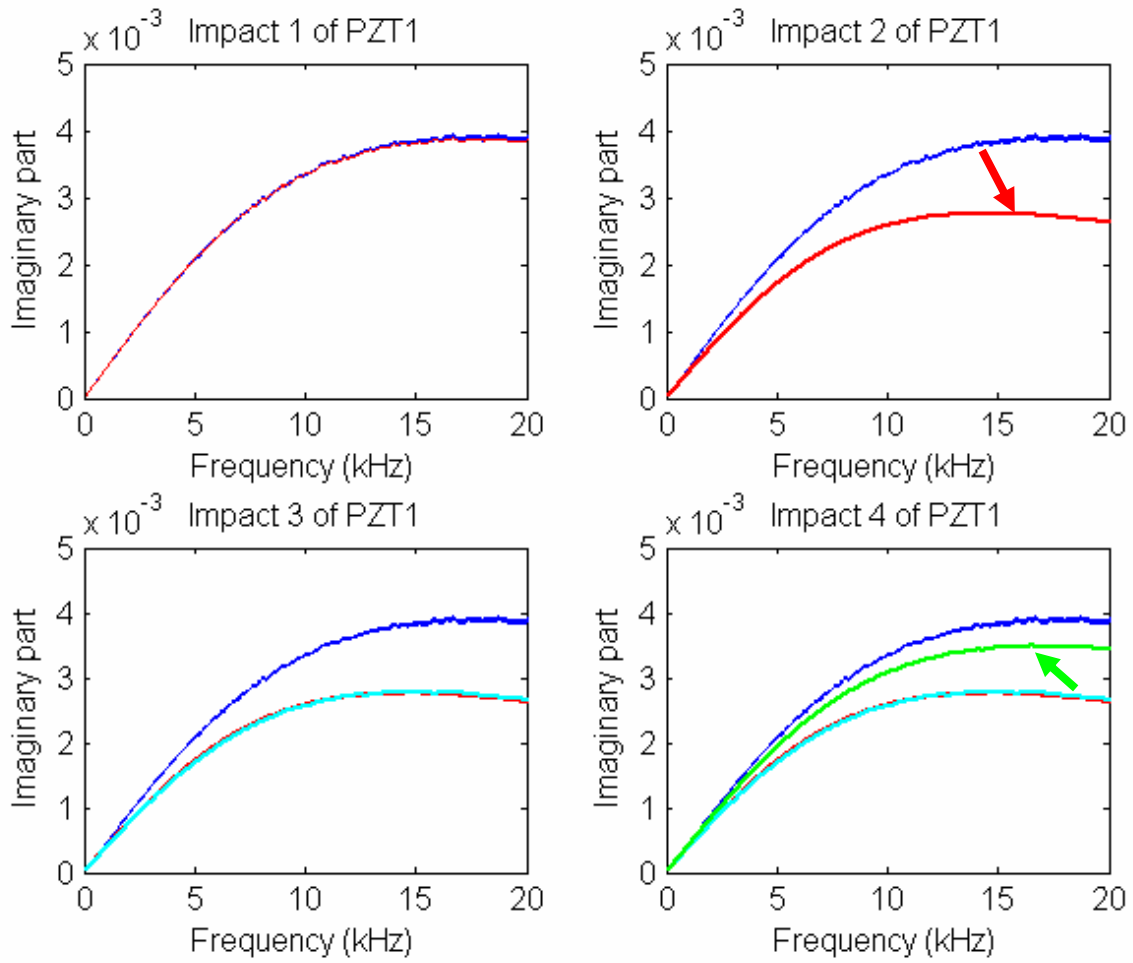 x 10^-3 Impact 1 of PZT1
5
4
3
2
1
0
Imaginary part
0 5 10 15 20
Frequency (kHz)
x 10^-3 Impact 2 of PZT1
5
4
3
2
1
0
Imaginary part
0 5 10 15 20
Frequency (kHz)
x 10^-3 Impact 3 of PZT1
5
4
3
2
1
0
Imaginary part
0 5 10 15 20
Frequency (kHz)
x 10^-3 Impact 4 of PZT1
5
4
3
2
1
0
Imaginary part
0 5 10 15 20
Frequency (kHz)